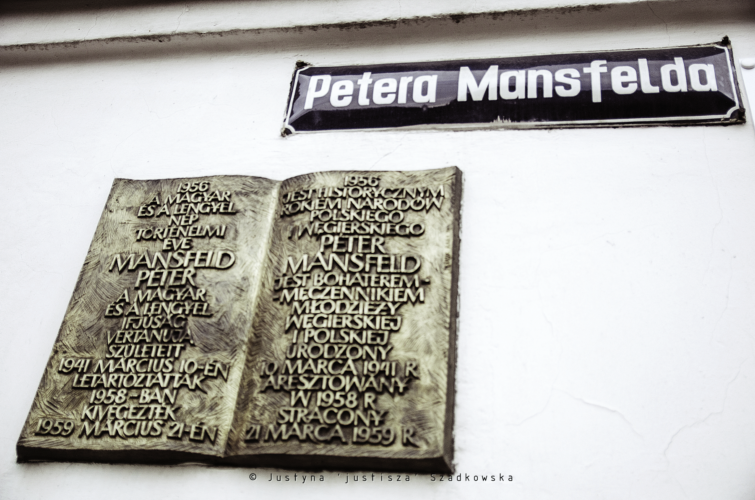 Petera Mansfelda
1956
A MAGYAR
ÉS A LENGYEL
NÉP
TÖRTÉNELMI
ÉVE
MANSFELD
PÉTER
A MAGYAR
ÉS A LENGYEL
IFJÚSÁG
VÉRTANÚJA
SZÜLETETT
1941 MÁRCIUS 10-ÉN
LETARTÓZTATTÁK
1958-BAN
KIVÉGEZTÉK
1959 MÁRCIUS 21-ÉN
1956
JEST HISTORYCZNYM
ROKIEM NARODÓW
POLSKIEGO
I WĘGIERSKIEGO
PETER
MANSFELD
JEST BOHATEREM-
MĘCZENNIKIEM
MŁODZIEŻY
WĘGIERSKIEJ
I POLSKIEJ
URODZONY
10 MARCA 1941 R
ARESZTOWANY
W 1958 R
STRACONY
21 MARCA 1959 R
© Justyna 'justisza' Szadkowska